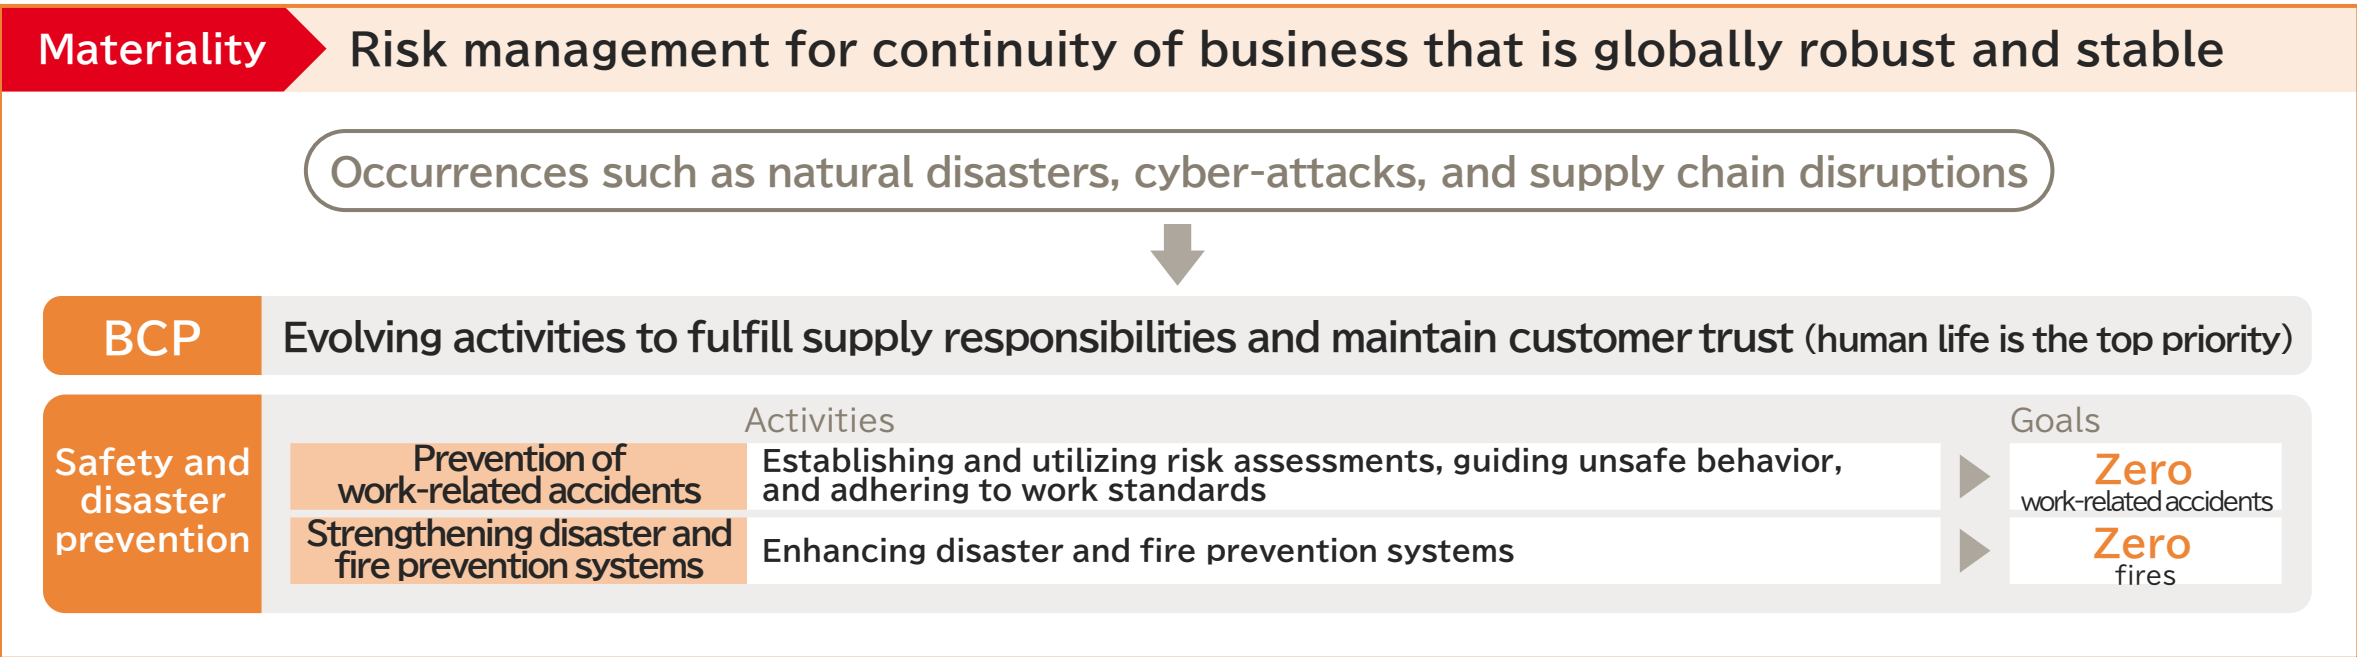 Materiality
Risk management for continuity of business that is globally robust and stable
Occurrences such as natural disasters, cyber-attacks, and supply chain disruptions
BCP
Evolving activities to fulfill supply responsibilities and maintain customer trust (human life is the top priority)
Safety and
disaster
prevention
Activities
Goals
Prevention of
work-related accidents
Establishing and utilizing risk assessments, guiding unsafe behavior,
and adhering to work standards
Zero
work-related accidents
Strengthening disaster and
fire prevention systems
Enhancing disaster and fire prevention systems
Zero
fires